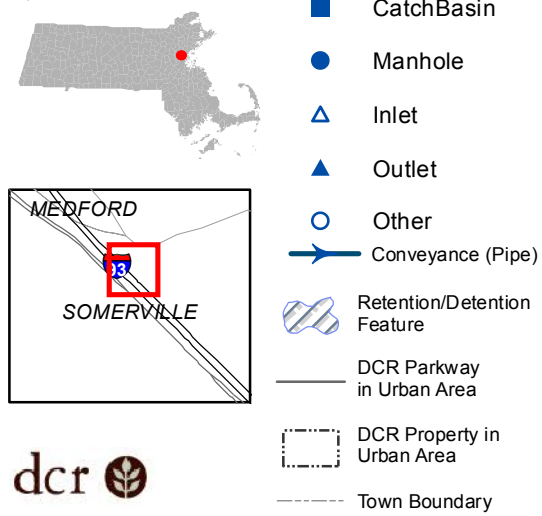 CatchBasin
Manhole
Inlet
Outlet
Other
Conveyance (Pipe)
Retention/Detention
Feature
DCR Parkway
in Urban Area
DCR Property in
Urban Area
Town Boundary
MEDFORD
93
SOMERVILLE
dcr